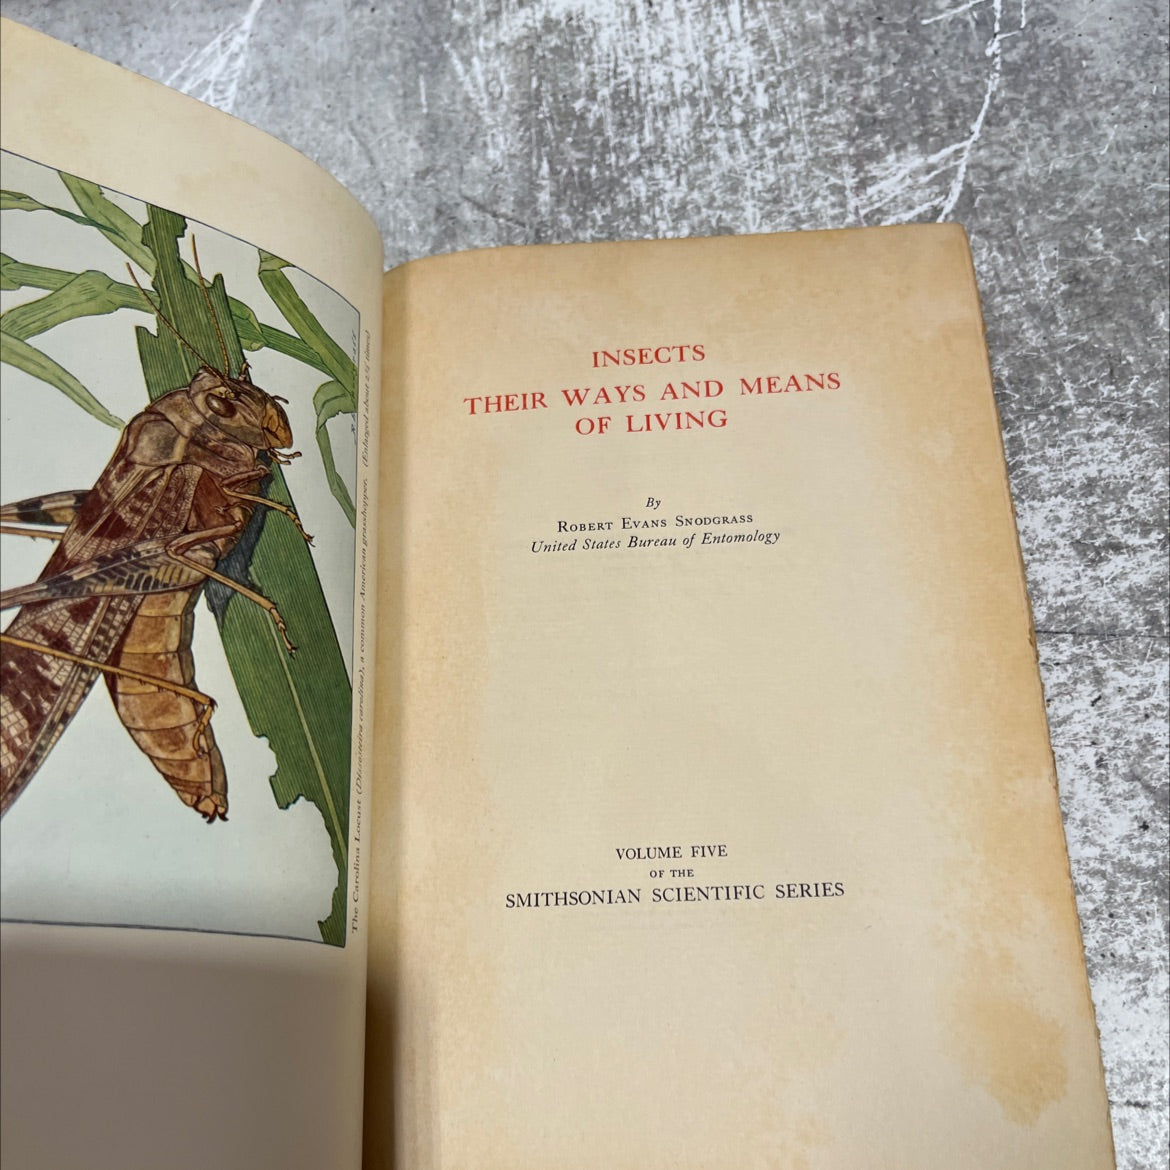 The Carolina Locust (Dissosteira carolina), a common American grasshopper. (Enlarged about 2½ times)
INSECTS
THEIR WAYS AND MEANS
OF LIVING
By
ROBERT EVANS SNODGRASS
United States Bureau of Entomology
VOLUME FIVE
OF THE
SMITHSONIAN SCIENTIFIC SERIES